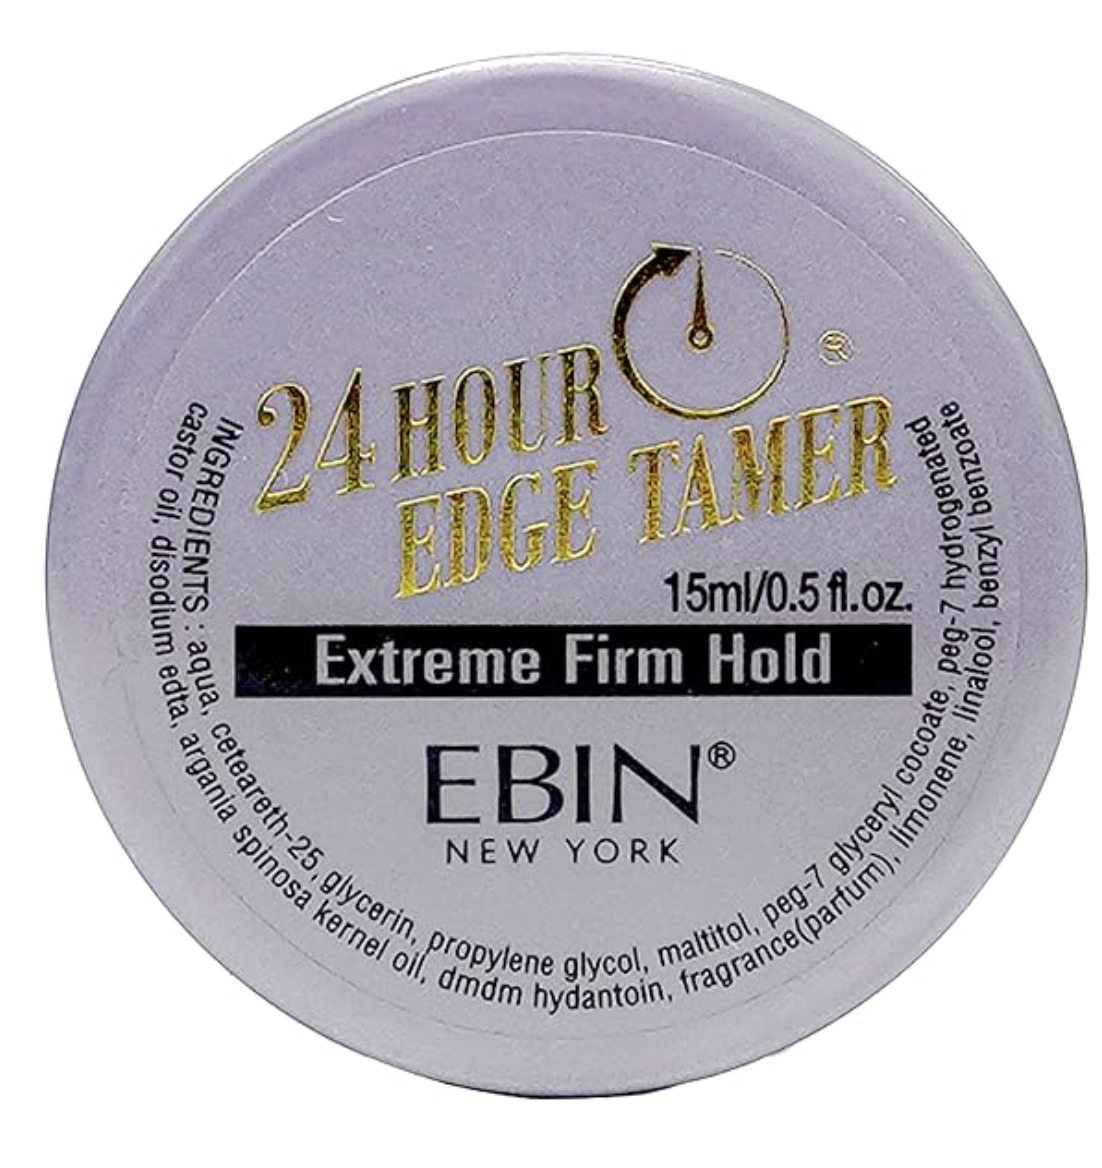 24 HOUR
EDGE TAMER ®
15ml/0.5 fl.oz.
Extreme Firm Hold
EBIN®
NEW YORK
INGREDIENTS : aqua, ceteareth-25, glycerin, propylene glycol, maltitol, peg-7 glyceryl cocoate, peg-7 hydrogenated
castor oil, disodium edta, argania spinosa kernel oil, dmdm hydantoin, fragrance(parfum), limonene, linalool, benzyl benzoate